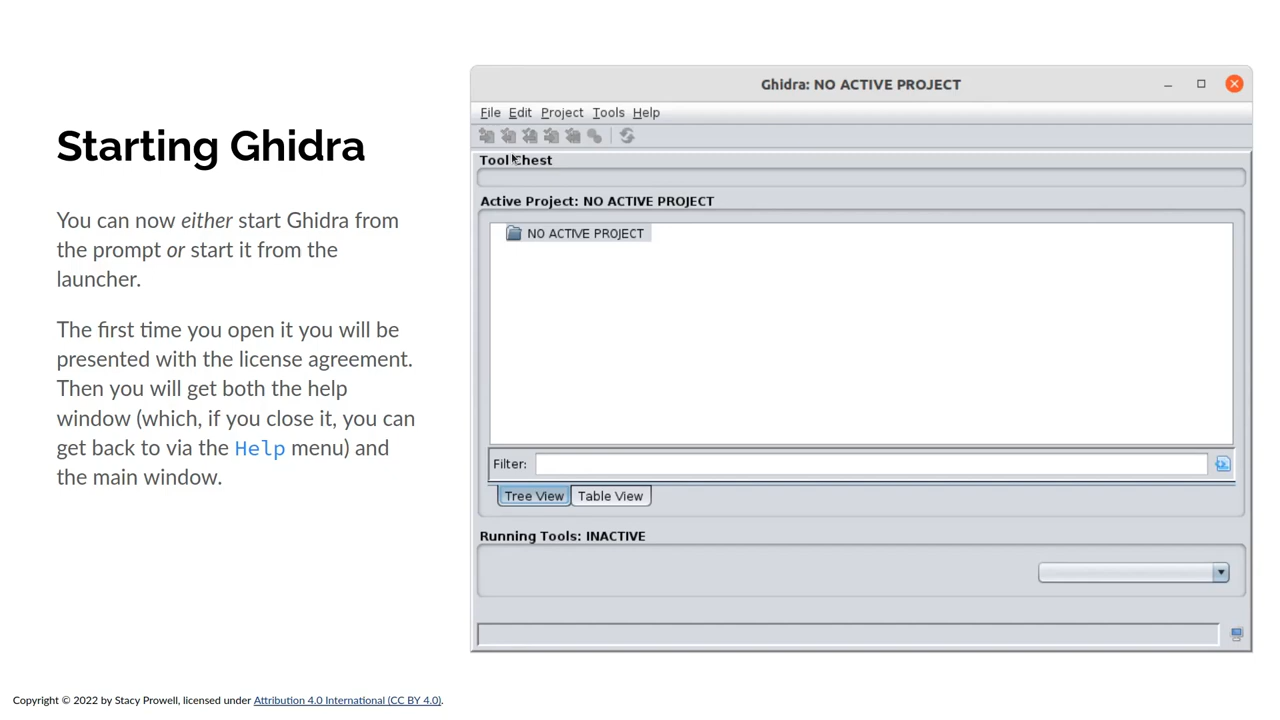 Starting Ghidra
You can now either start Ghidra from
the prompt or start it from the
launcher.
The first time you open it you will be
presented with the license agreement.
Then you will get both the help
window (which, if you close it, you can
get back to via the Help menu) and
the main window.
Ghidra: NO ACTIVE PROJECT
File Edit Project Tools Help
Tool Chest
Active Project: NO ACTIVE PROJECT
NO ACTIVE PROJECT
Filter:
Tree View Table View
Running Tools: INACTIVE
Copyright © 2022 by Stacy Prowell, licensed under Attribution 4.0 International (CC BY 4.0).